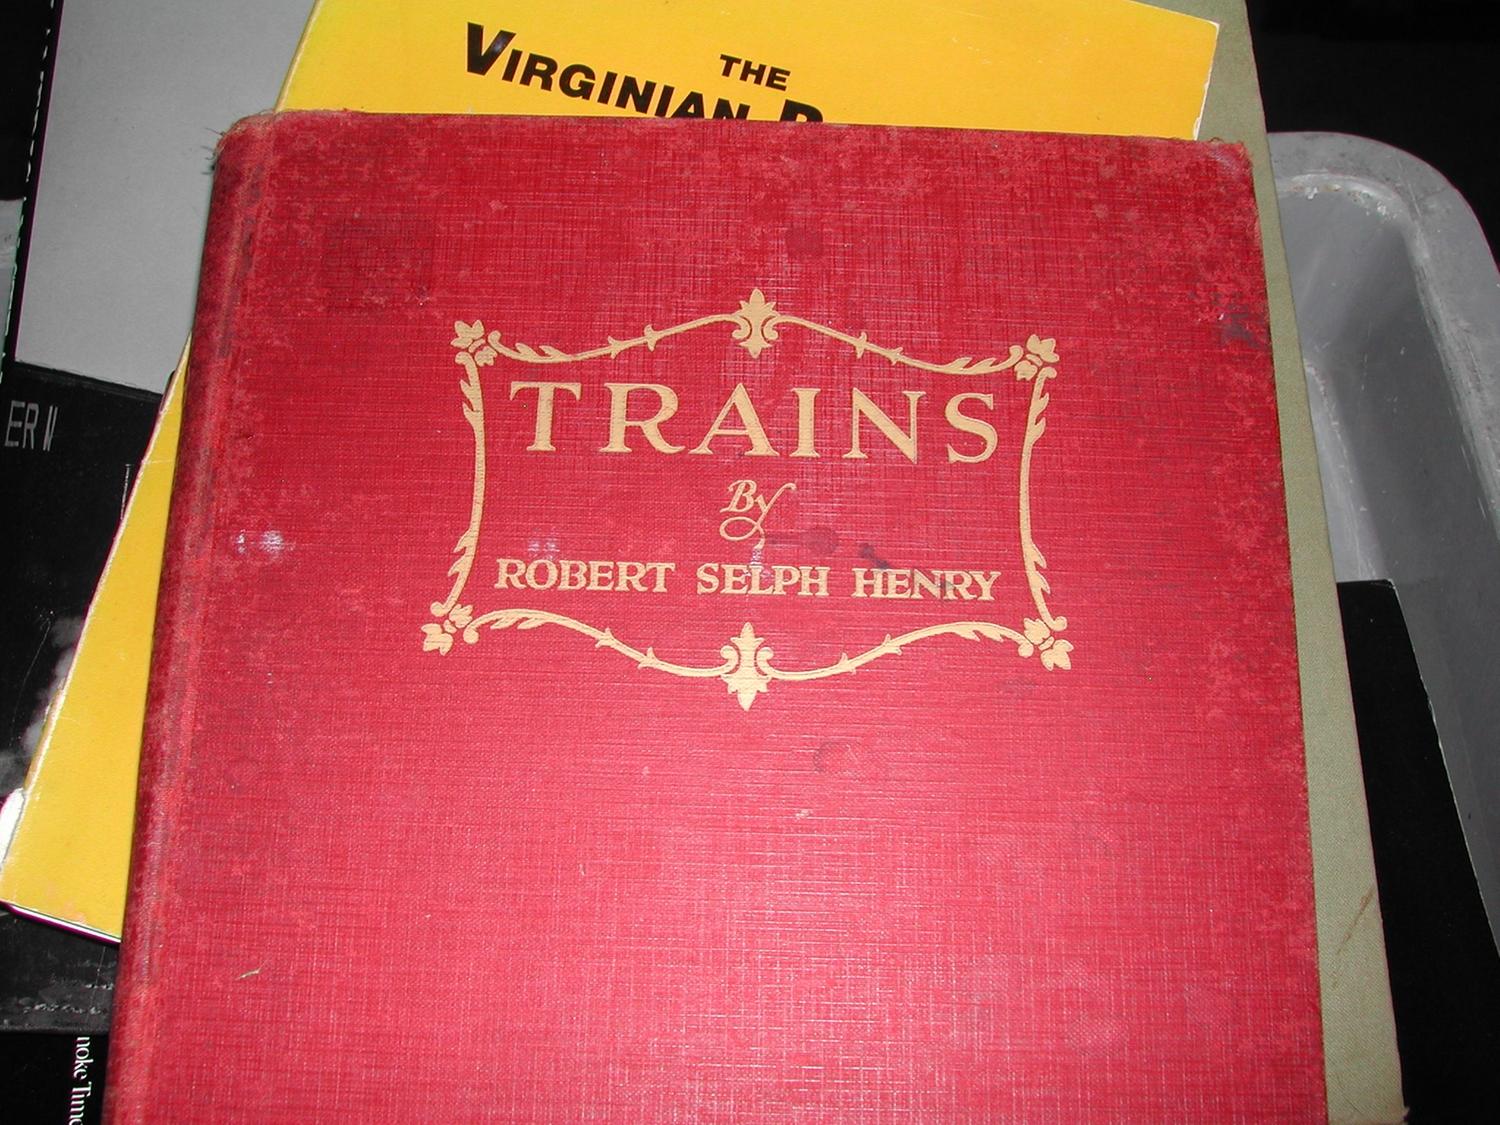 THE
VIRGINIAN
TRAINS
By
ROBERT SELPH HENRY